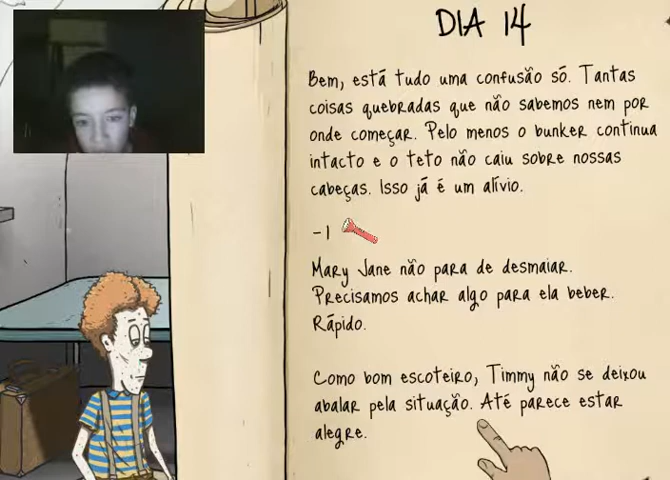 DIA 14
Bem, está tudo uma confusão só. Tantas
coisas quebradas que não sabemos nem por
onde começar. Pelo menos o bunker continua
intacto e o teto não caiu sobre nossas
cabeças. Isso já é um alívio.
-1
Mary Jane não para de desmaiar.
Precisamos achar algo para ela beber.
Rápido.
Como bom escoteiro, Timmy não se deixou
abalar pela situação. Até parece estar
alegre.